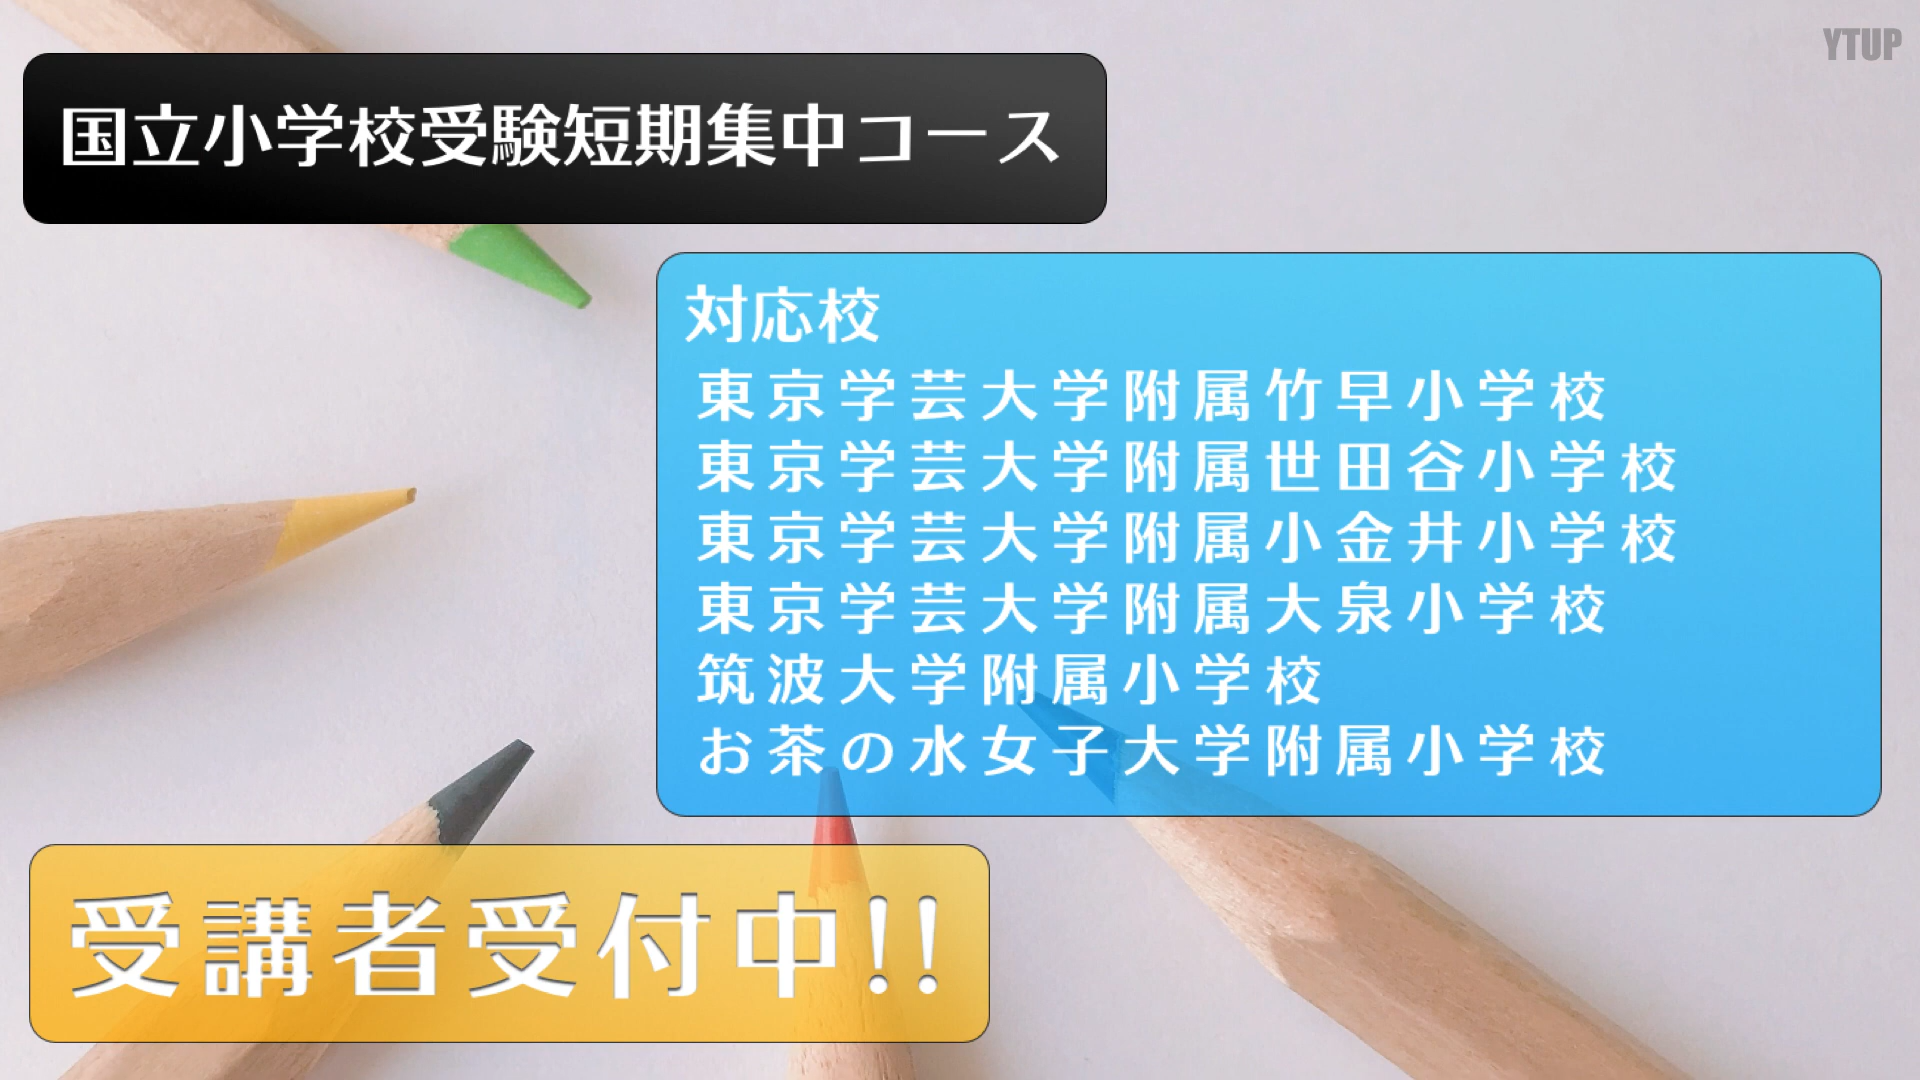 YTUP
国立小学校受験短期集中コース
対応校
東京学芸大学附属竹早小学校
東京学芸大学附属世田谷小学校
東京学芸大学附属小金井小学校
東京学芸大学附属大泉小学校
筑波大学附属小学校
お茶の水女子大学附属小学校
受講者受付中!!